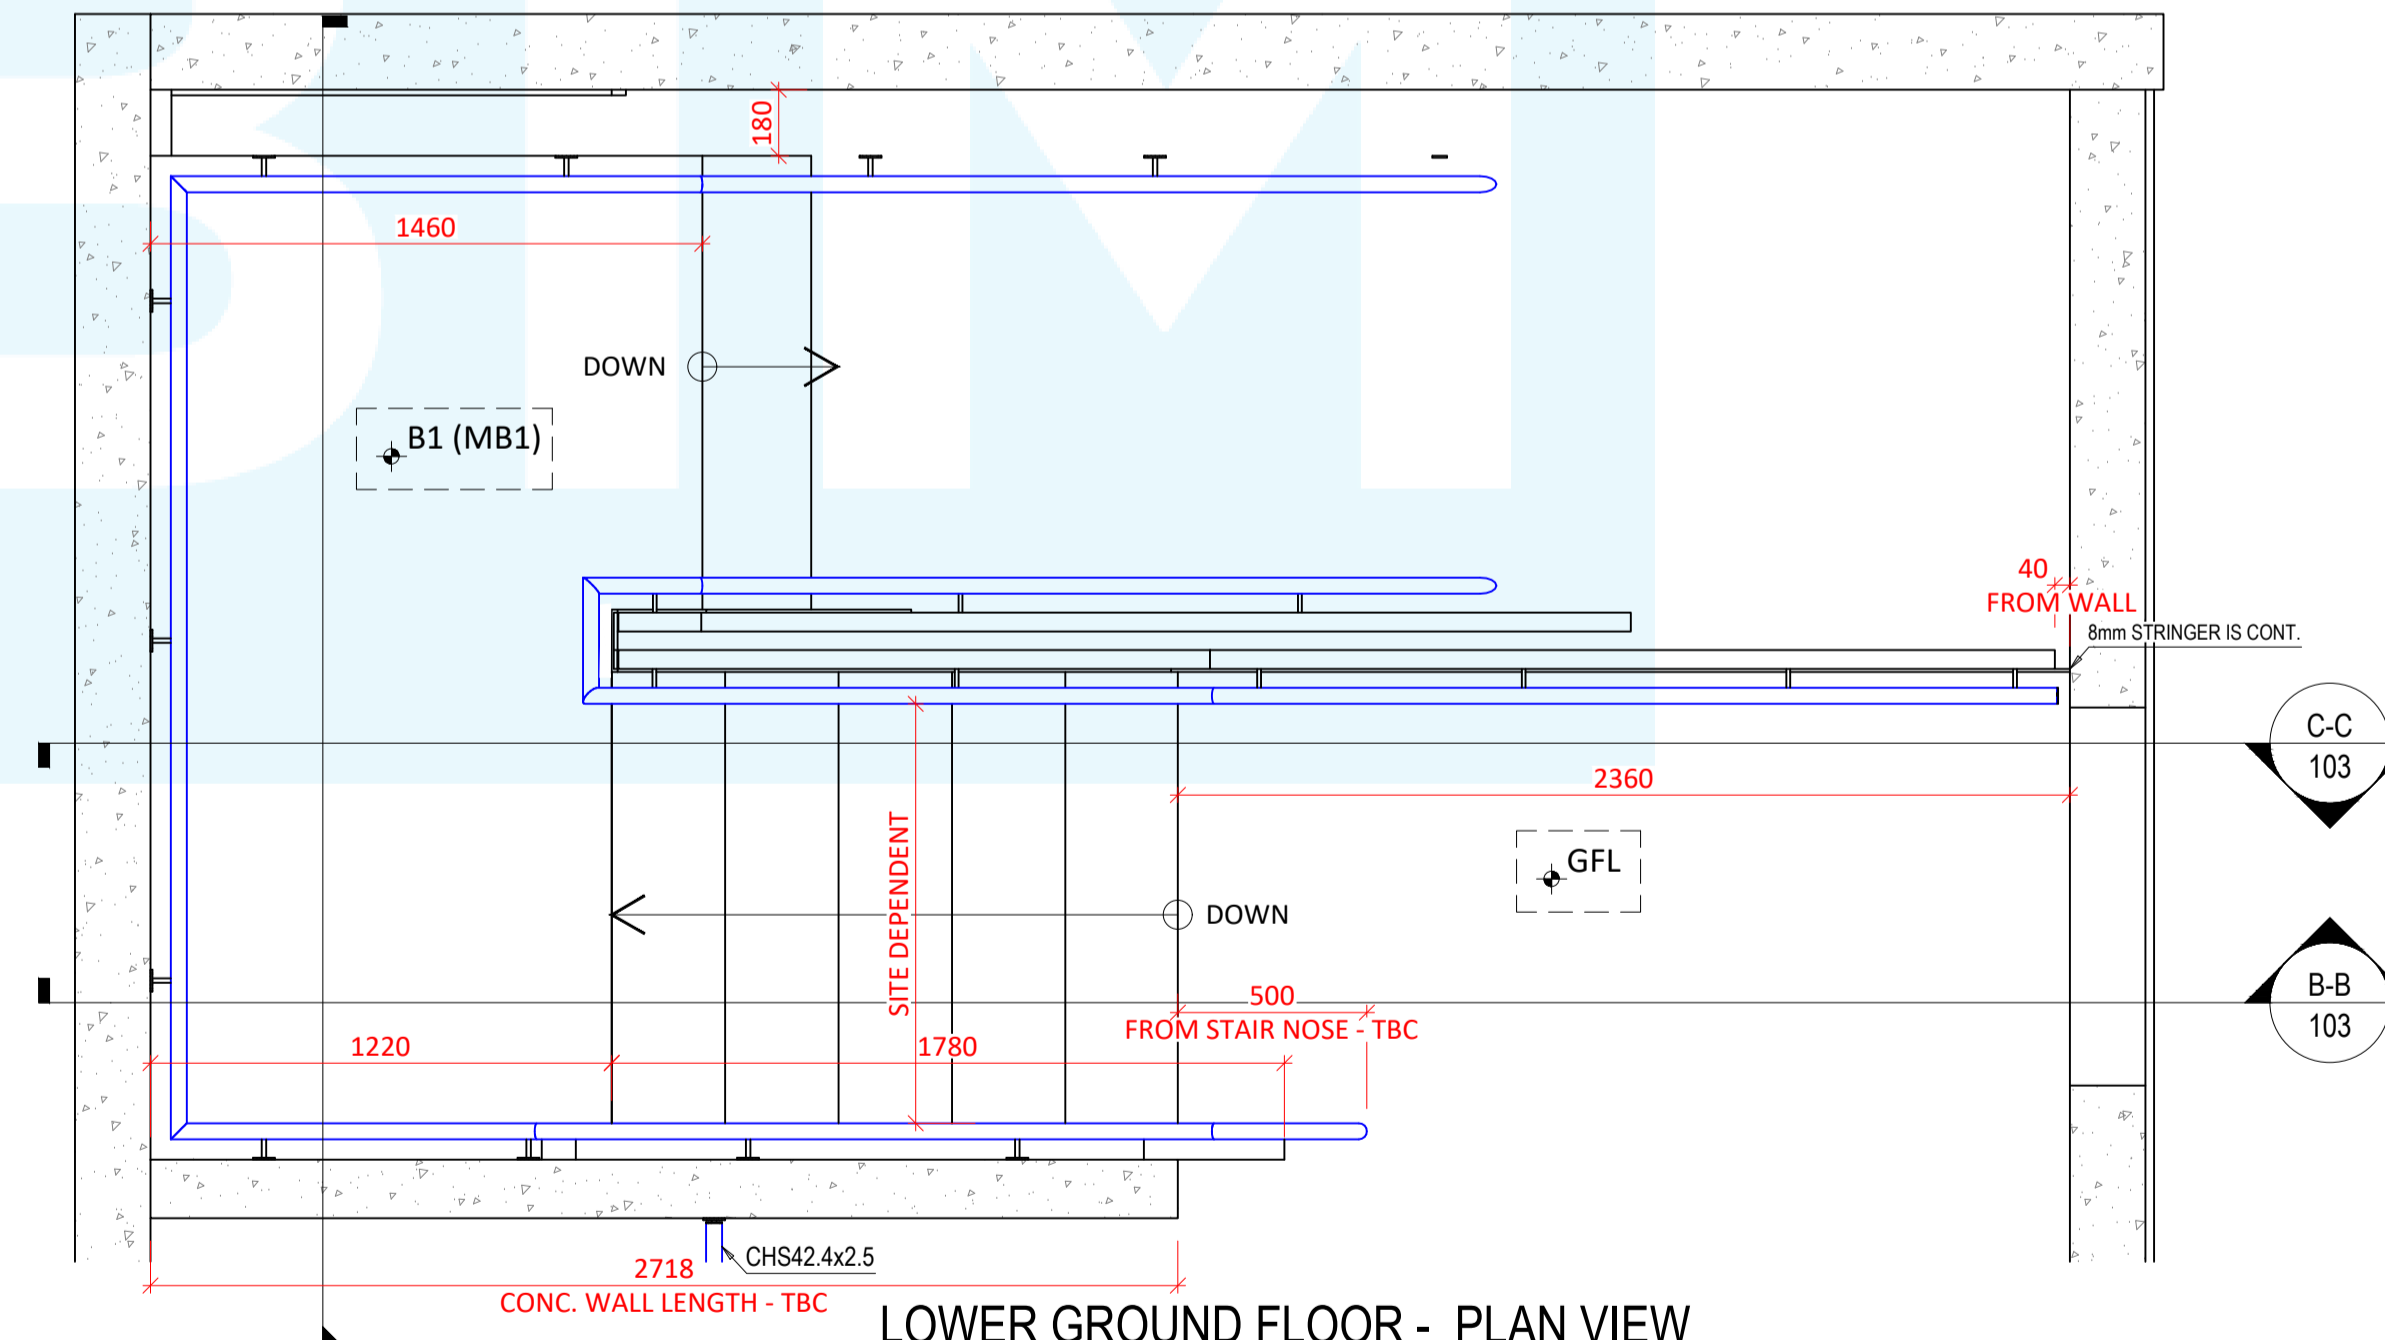 BIM
180
1460
DOWN
B1 (MB1)
40
FROM WALL
8mm STRINGER IS CONT.
C-C
103
2360
SITE DEPENDENT
GFL
DOWN
B-B
103
500
FROM STAIR NOSE - TBC
1220
1780
CHS42.4x2.5
2718
CONC. WALL LENGTH - TBC
LOWER GROUND FLOOR - PLAN VIEW